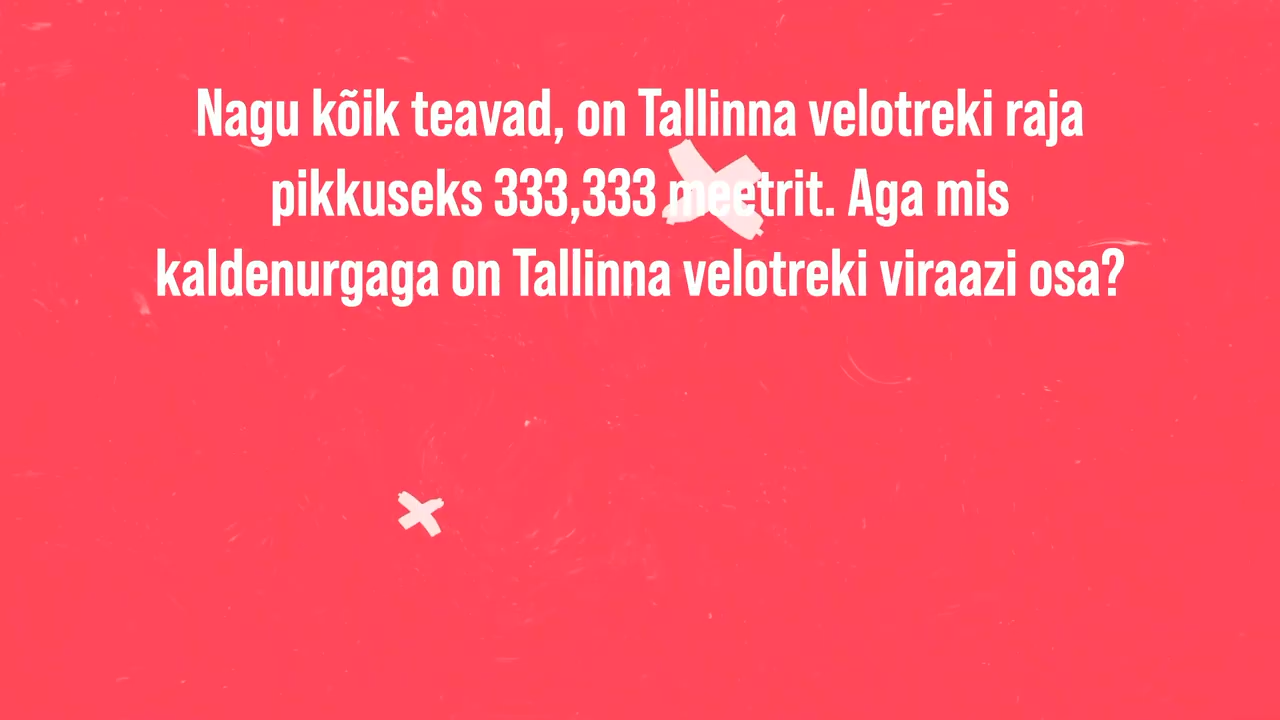 Nagu kõik teavad, on Tallinna velotreki raja
pikkuseks 333,333 meetrit. Aga mis
kaldenurgaga on Tallinna velotreki viraazi osa?